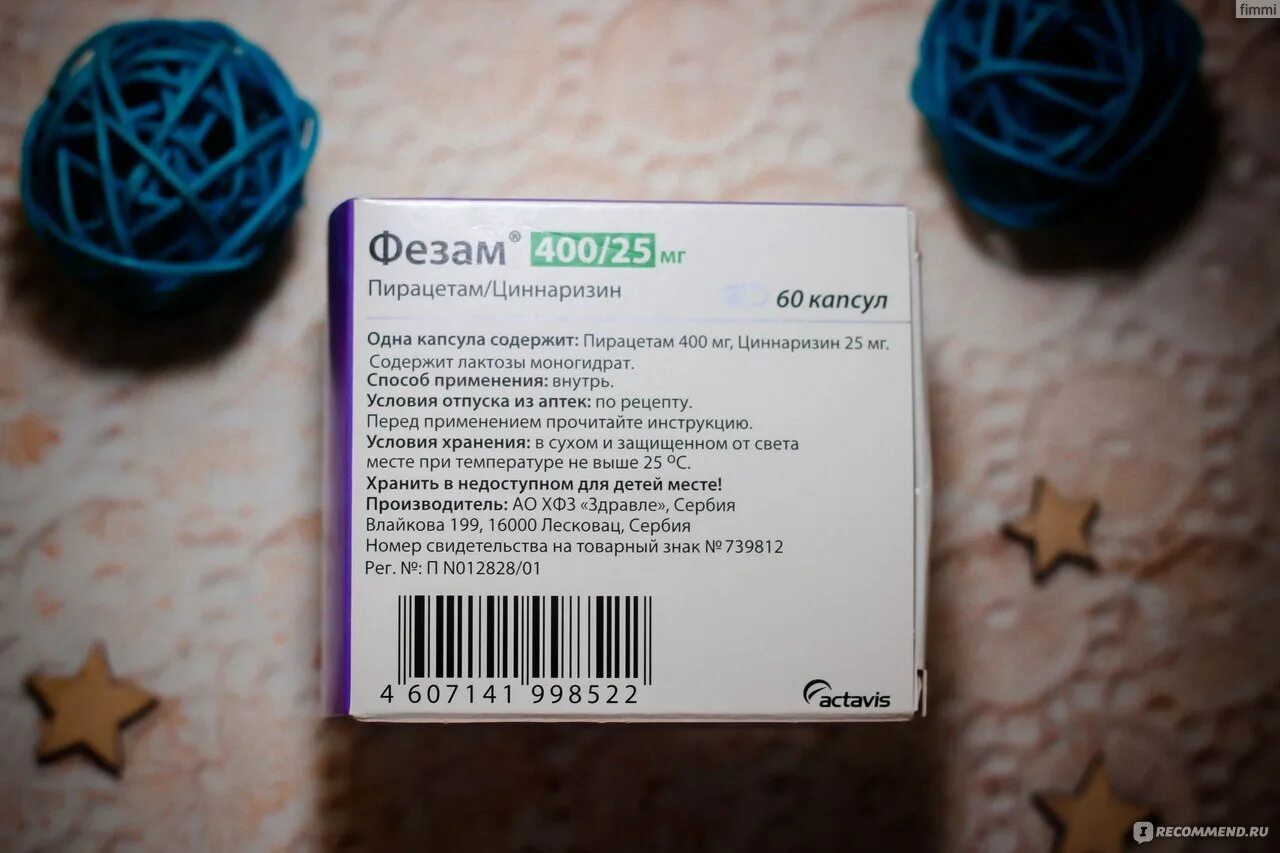 fimmi
Фезам® 400/25 мг
Пирацетам/Циннаризин
60 капсул
Одна капсула содержит: Пирацетам 400 мг, Циннаризин 25 мг.
Содержит лактозы моногидрат.
Способ применения: внутрь.
Условия отпуска из аптек: по рецепту.
Перед применением прочитайте инструкцию.
Условия хранения: в сухом и защищенном от света
месте при температуре не выше 25 ºС.
Хранить в недоступном для детей месте!
Производитель: АО ХФЗ «Здравле», Сербия
Влайкова 199, 16000 Лесковац, Сербия
Номер свидетельства на товарный знак № 739812
Рег. №: П N012828/01
4 607141 998522
actavis
IRECOMMEND.RU